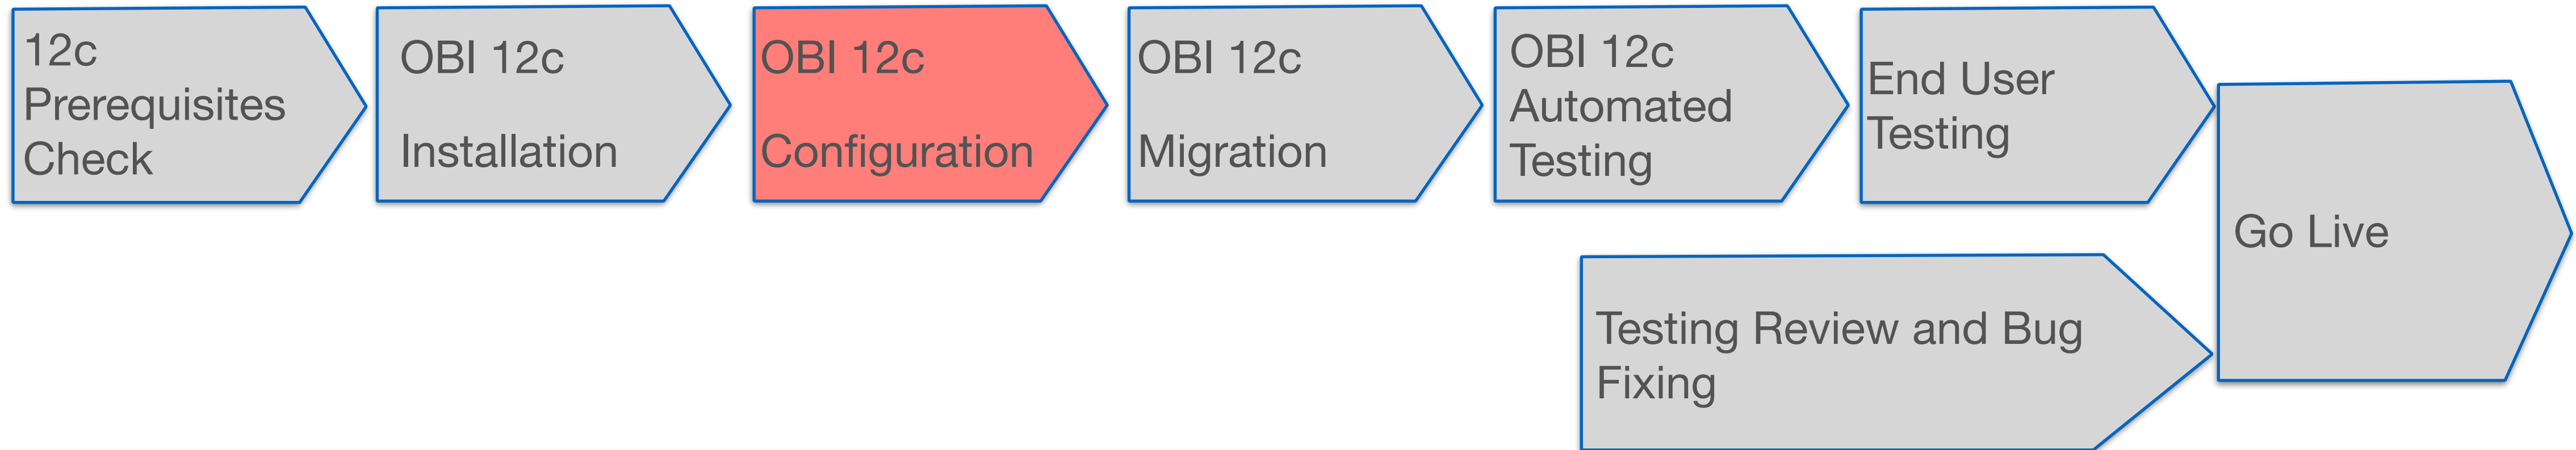 12c
Prerequisites
Check
OBI 12c
Installation
OBI 12c
Configuration
OBI 12c
Migration
OBI 12c
Automated
Testing
End User
Testing
Go Live
Testing Review and Bug
Fixing